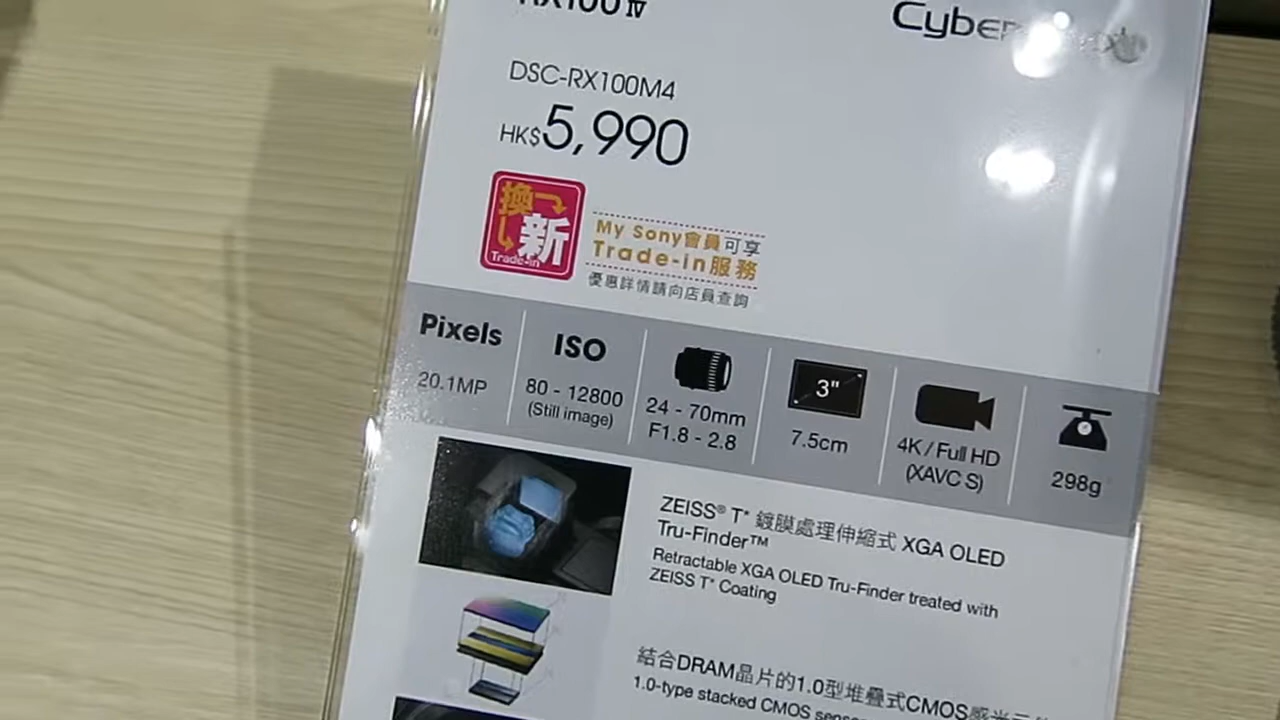 RX100 IV
Cyber
DSC-RX100M4
HK$5,990
換新
Trade-in
My Sony會員可享
Trade-in服務
優惠詳情請向店員查詢
Pixels
20.1MP
ISO
80 - 12800
(Still image)
24 - 70mm
F1.8 - 2.8
3"
7.5cm
4K / Full HD
(XAVC S)
298g
ZEISS® T* 鍍膜處理伸縮式 XGA OLED
Tru-Finder™
Retractable XGA OLED Tru-Finder treated with
ZEISS T* Coating
結合DRAM晶片的1.0型堆疊式CMOS感光元件
1.0-type stacked CMOS